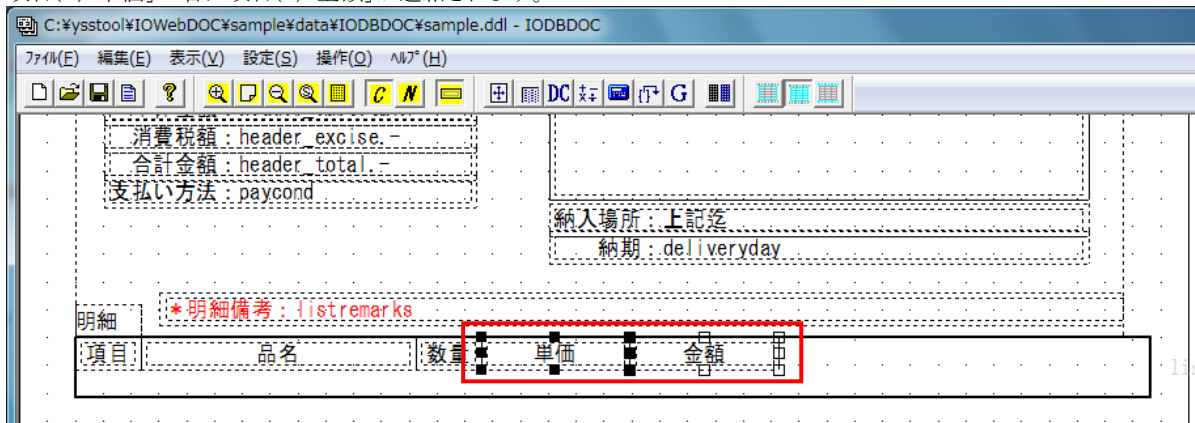 C:¥ysstool¥IOWebDOC¥sample¥data¥IODBDOC¥sample.ddl - IODBDOC
ファイル(F) 編集(E) 表示(V) 設定(S) 操作(O) ヘルプ(H)
C N DC G
消費税額：header_excise.-
合計金額：header_total.-
支払い方法：paycond
納入場所：上記迄
納期：deliveryday
＊明細備考：listremarks
明細
項目 品名 数量 単価 金額